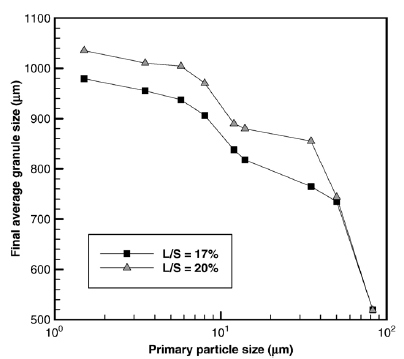 1100
1000
900
800
700
600
500
Final average granule size (µm)
L/S = 17%
L/S = 20%
10⁰
10¹
10²
Primary particle size (µm)